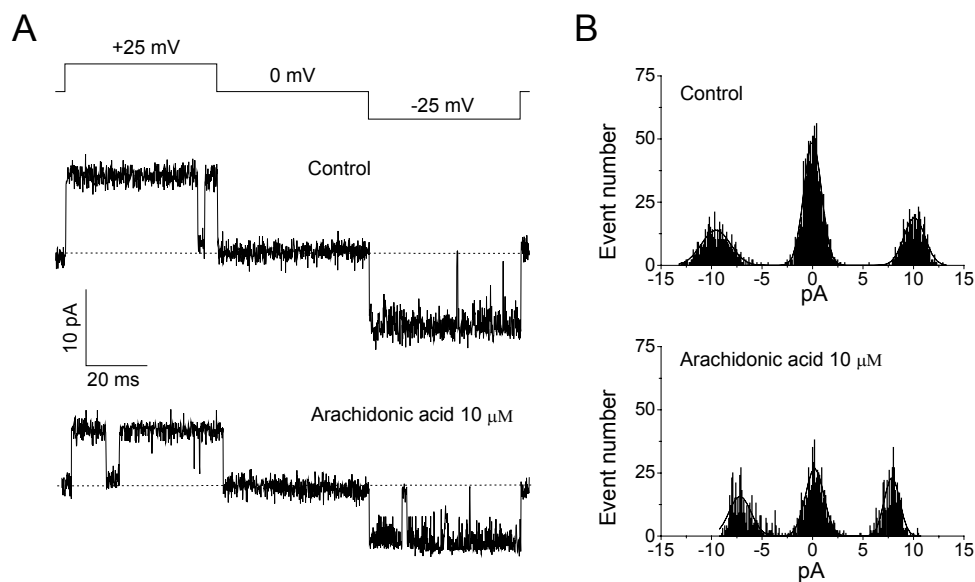 A
+25 mV
0 mV
-25 mV
Control
10 pA
20 ms
Arachidonic acid 10 μM
B
Control
75
50
25
0
Event number
-15 -10 -5 0 5 10 15
pA
Arachidonic acid 10 μM
75
50
25
0
Event number
-15 -10 -5 0 5 10 15
pA